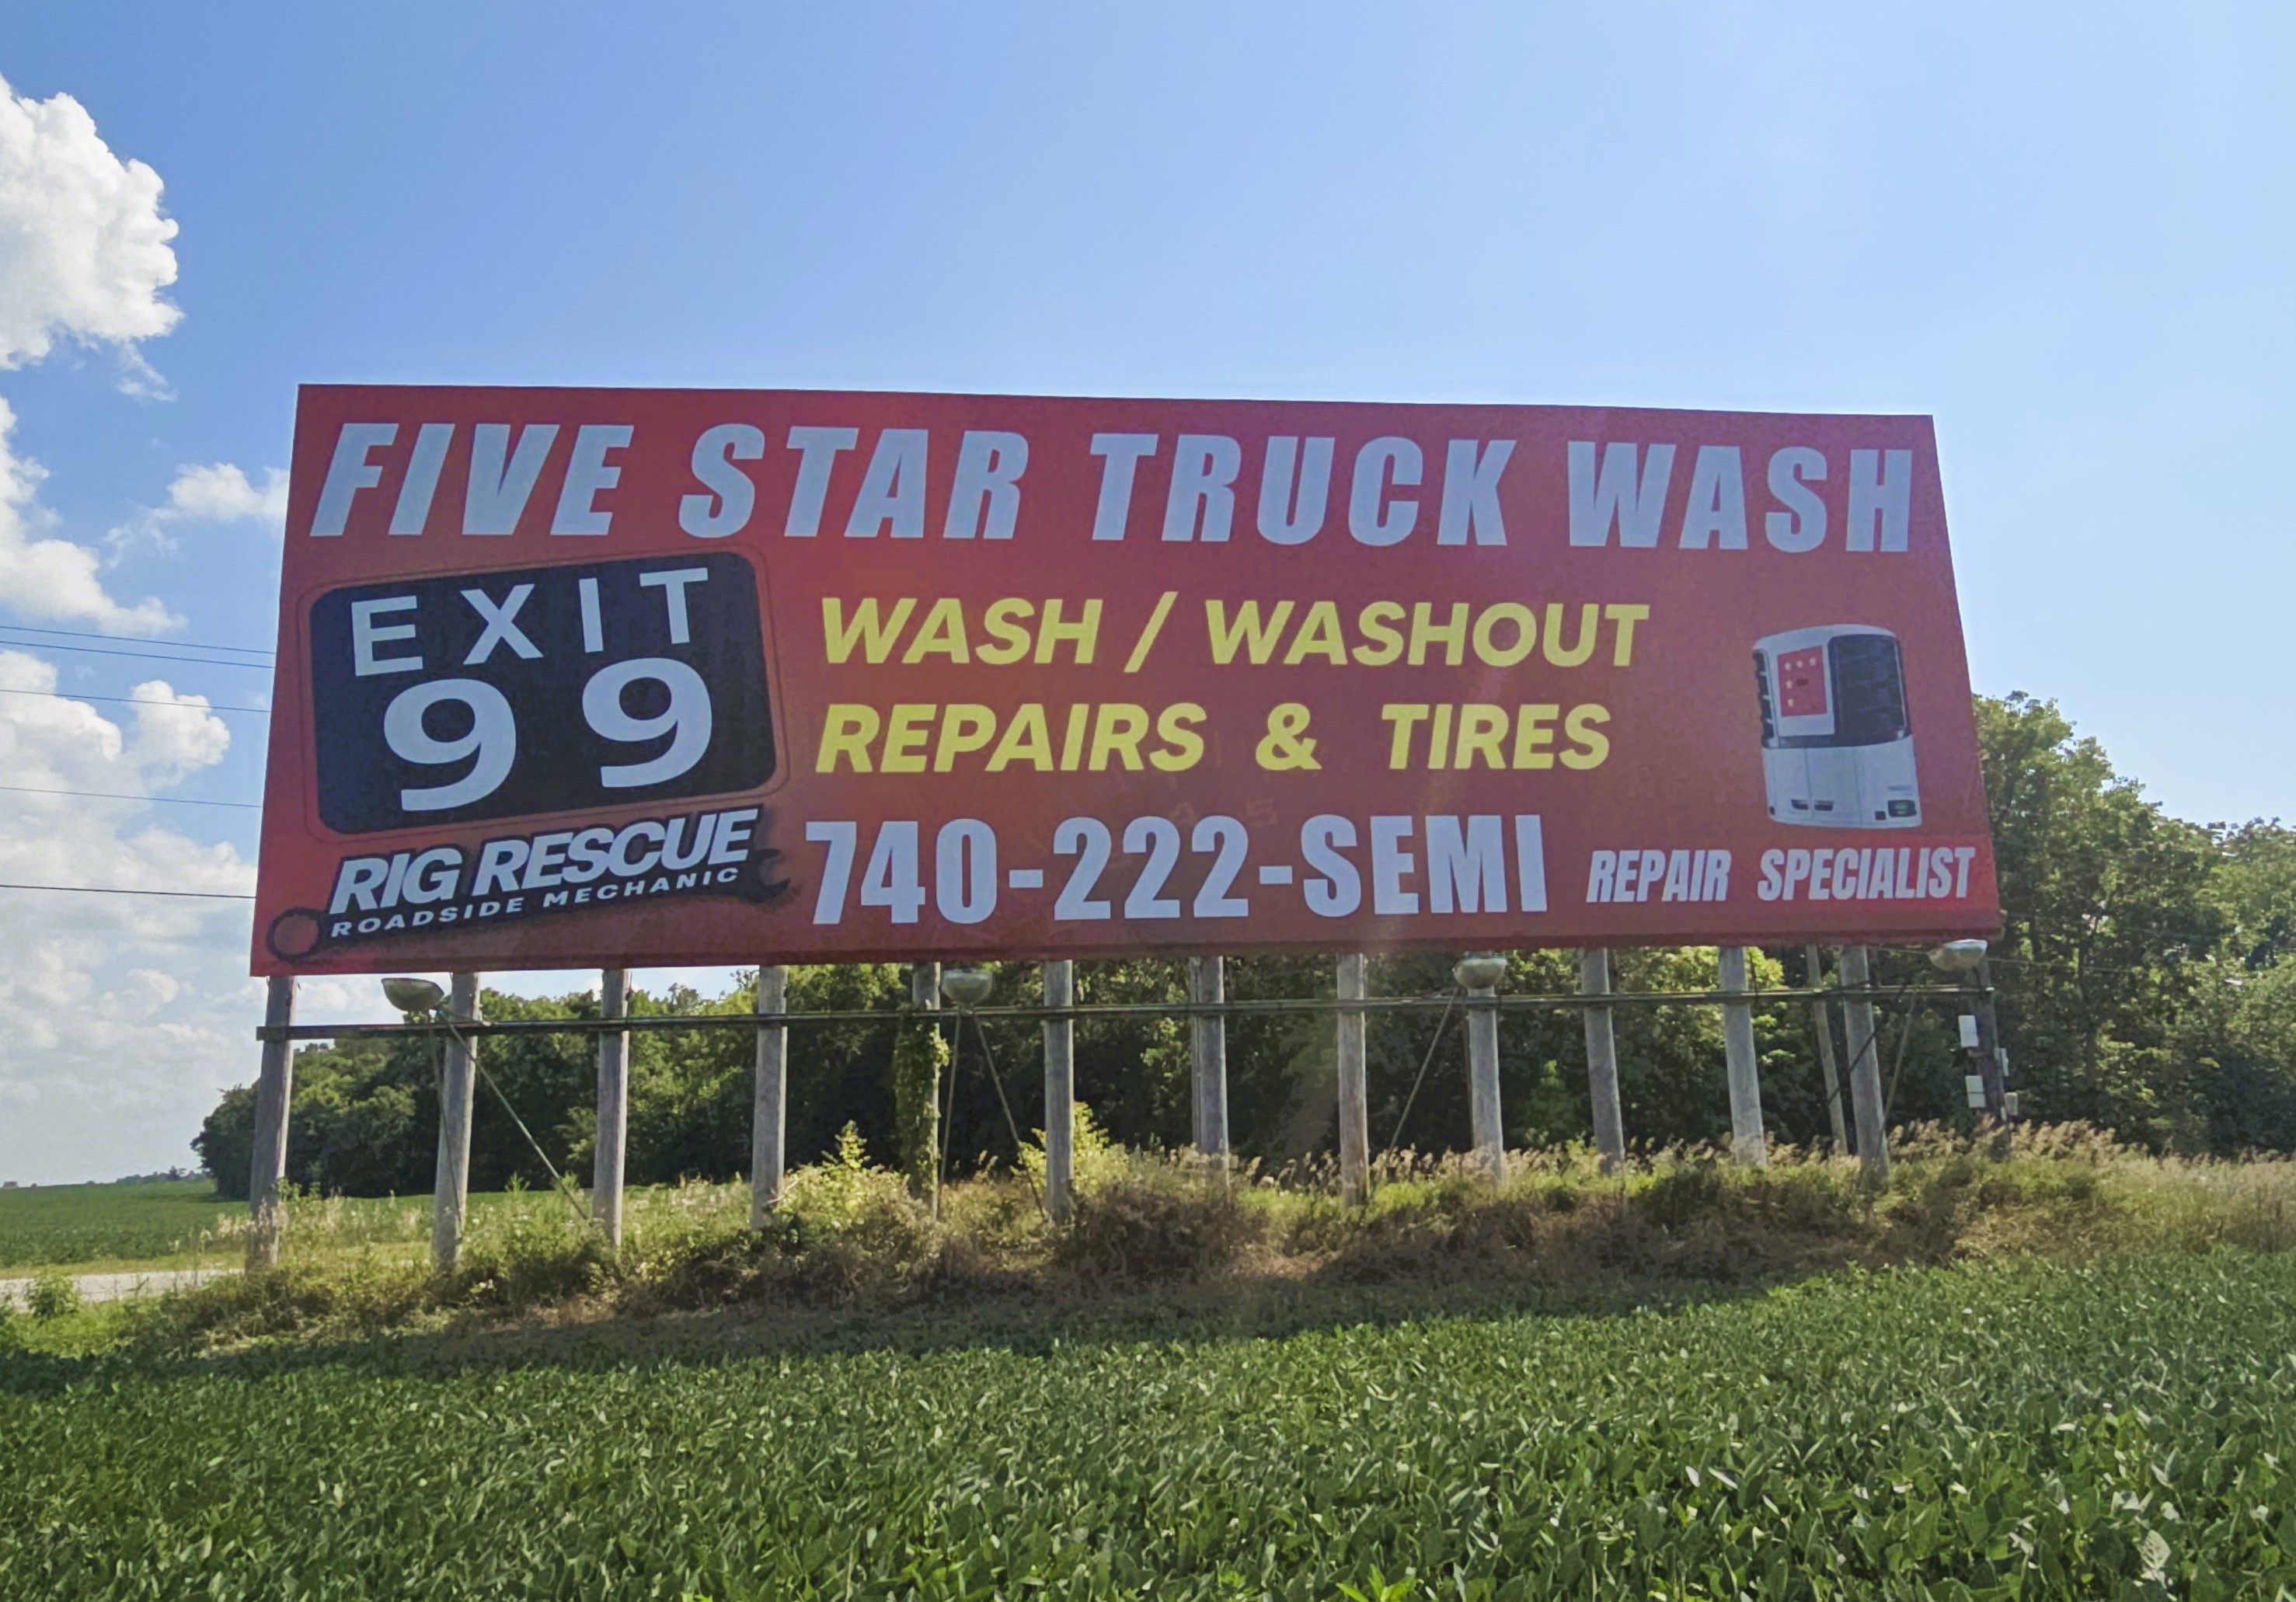 FIVE STAR TRUCK WASH
EXIT
99
WASH / WASHOUT
REPAIRS & TIRES
RIG RESCUE
ROADSIDE MECHANIC
740-222-SEMI
REPAIR SPECIALIST